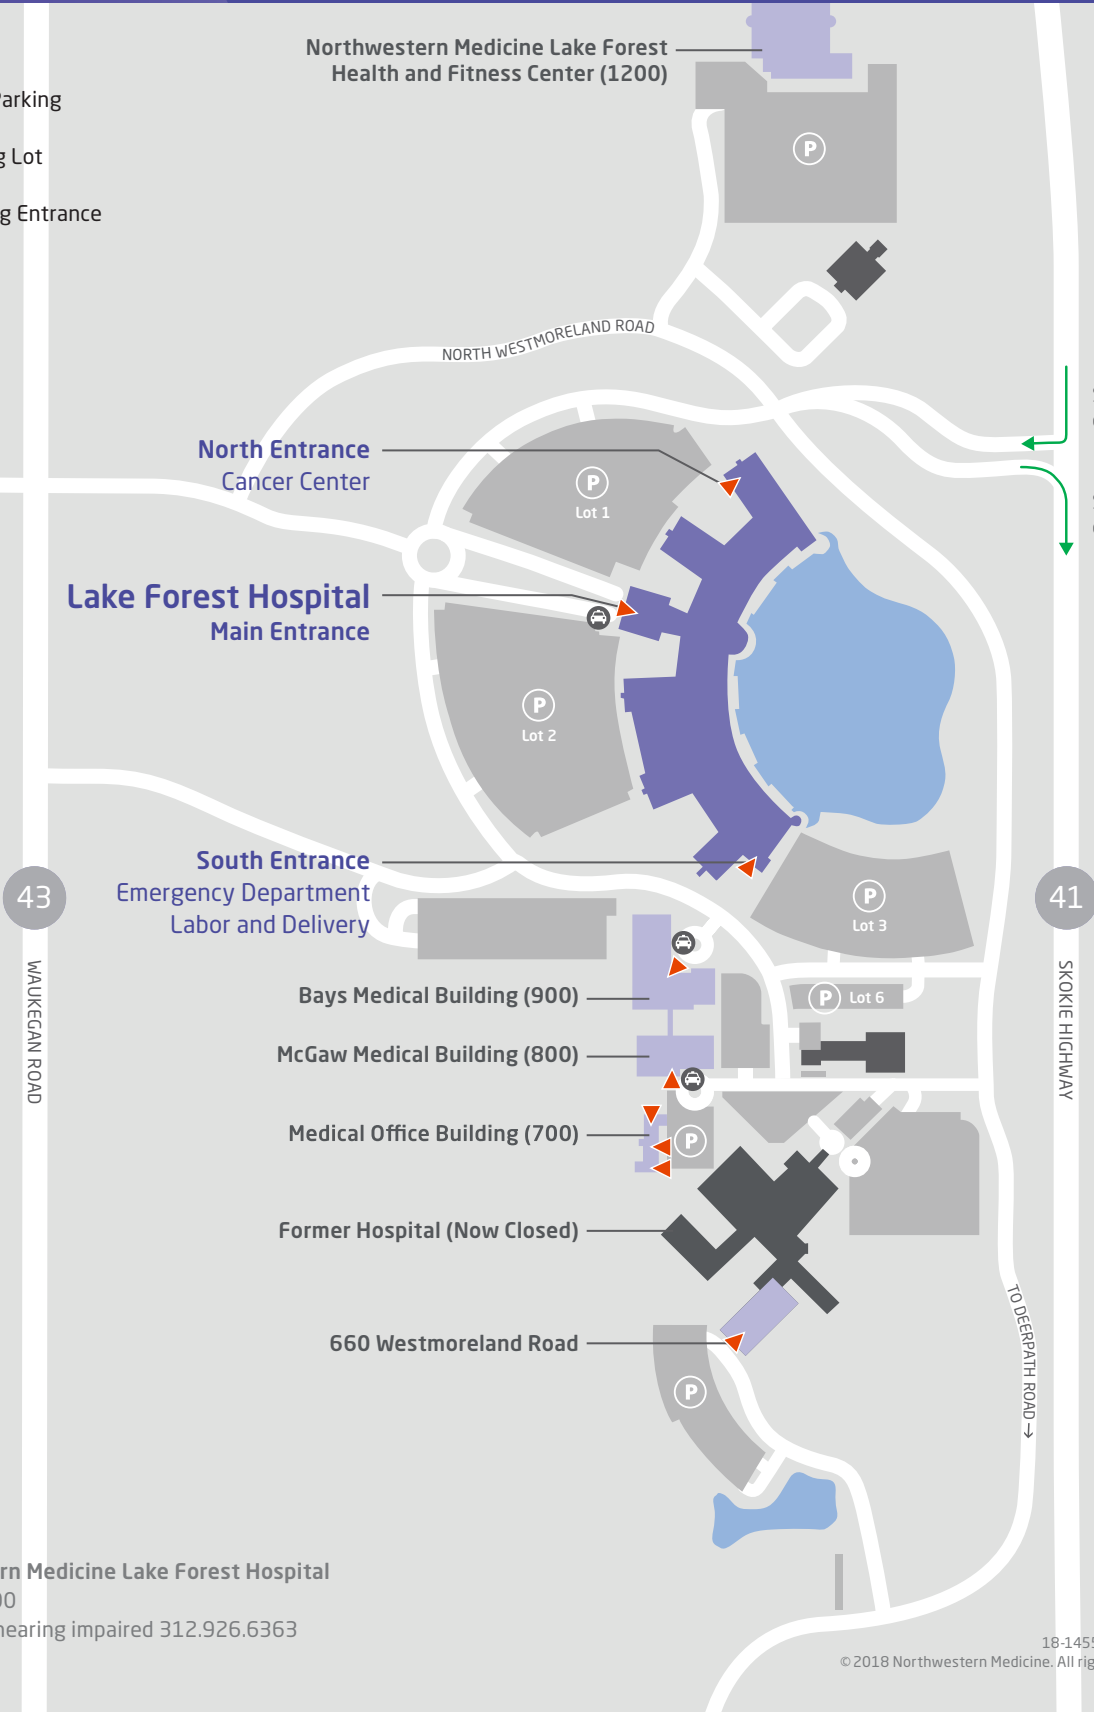 Northwestern Medicine Lake Forest
Health and Fitness Center (1200)
Parking
g Lot
g Entrance
P
NORTH WESTMORELAND ROAD
North Entrance
Cancer Center
P
Lot 1
Lake Forest Hospital
Main Entrance
P
Lot 2
South Entrance
Emergency Department
Labor and Delivery
43
41
P
Lot 3
WAUKEGAN ROAD
SKOKIE HIGHWAY
Bays Medical Building (900)
P Lot 6
McGaw Medical Building (800)
Medical Office Building (700)
P
Former Hospital (Now Closed)
TO DEERPATH ROAD →
660 Westmoreland Road
P
rn Medicine Lake Forest Hospital
00
hearing impaired 312.926.6363
18-1455
© 2018 Northwestern Medicine. All rig